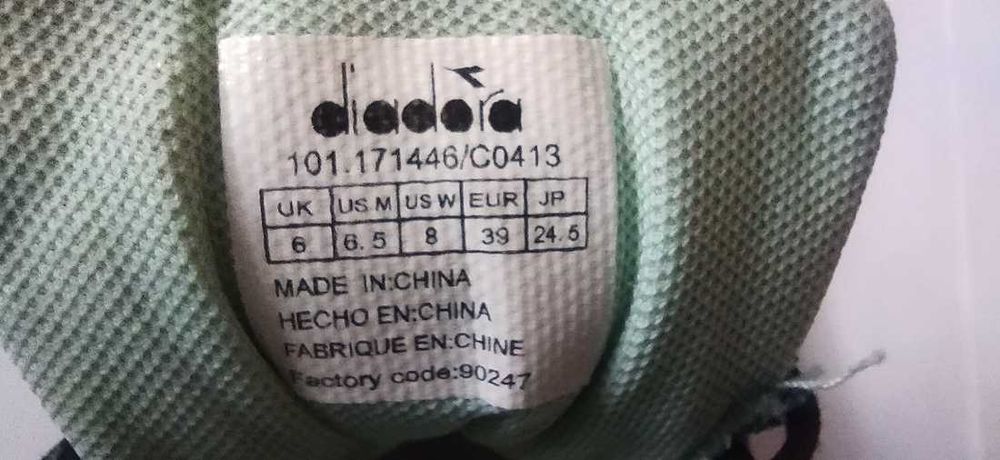 diadora
101.171446/C0413
UK US M US W EUR JP
6 6.5 8 39 24.5
MADE IN:CHINA
HECHO EN:CHINA
FABRIQUE EN:CHINE
Factory code:90247